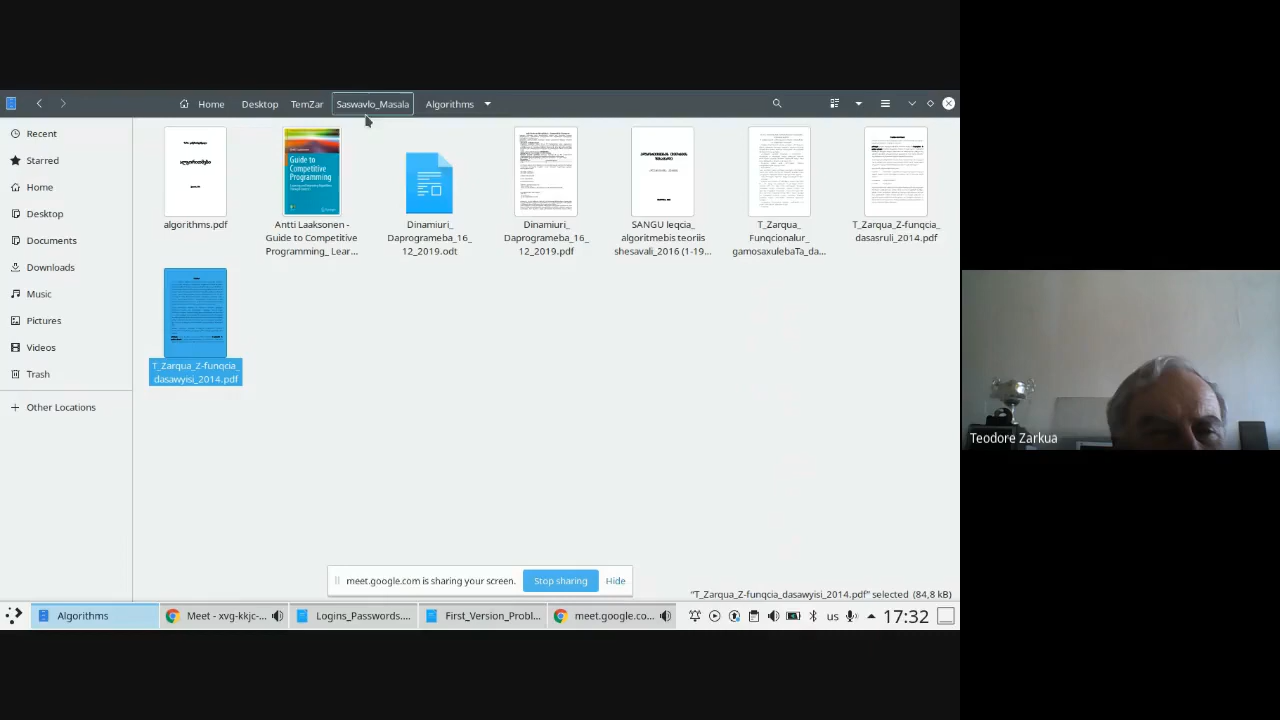 Home
Desktop
TemZar
Saswavlo_Masala
Algorithms
Recent
Starred
Home
Desktop
Documents
Downloads
Music
Pictures
Videos
Trash
Other Locations
algorithms.pdf
Guide to
Competitive
Programming
Antti Laaksonen -
Guide to Competitive
Programming_ Lear...
Dinamiuri_
Daprogrameba_16_
12_2019.odt
Dinamiuri_
Daprogrameba_16_
12_2019.pdf
SANGU leqcia_
algoritmebis teoriis
shesavali_2016 (1-19...
T_Zarqua_
Funqcionalur_
gamosaxulebaTa_da...
T_Zarqua_Z-funqcia_
dasasruli_2014.pdf
T_Zarqua_Z-funqcia_
dasawyisi_2014.pdf
Teodore Zarkua
meet.google.com is sharing your screen.
Stop sharing
Hide
"T_Zarqua_Z-funqcia_dasawyisi_2014.pdf" selected (84,8 kB)
Algorithms
Meet - xvg-kkjc-...
Logins_Passwords....
First_Version_Probl...
meet.google.co...
us
17:32